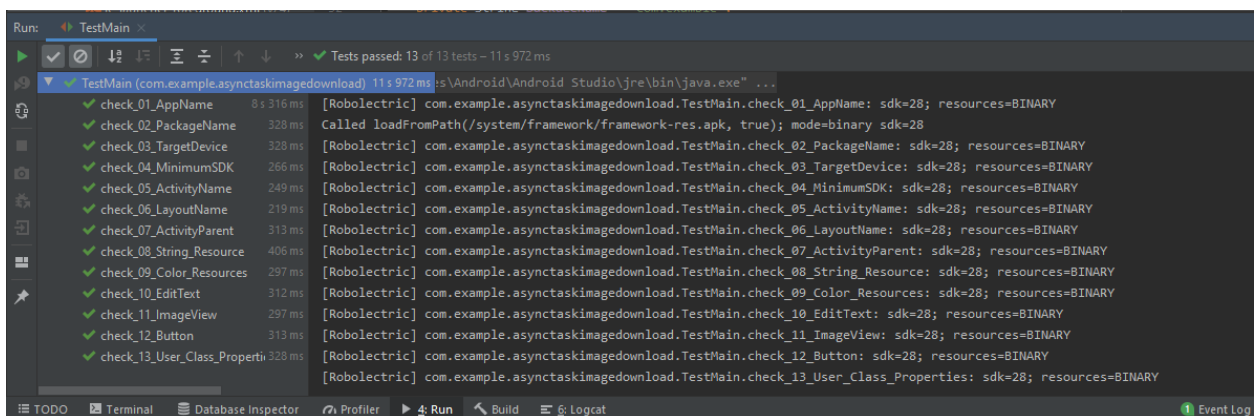 Run: TestMain
Tests passed: 13 of 13 tests – 11 s 972 ms
TestMain (com.example.asynctaskimagedownload) 11 s 972 ms s\Android\Android Studio\jre\bin\java.exe" ...
check_01_AppName 8 s 316 ms [Robolectric] com.example.asynctaskimagedownload.TestMain.check_01_AppName: sdk=28; resources=BINARY
check_02_PackageName 328 ms Called loadFromPath(/system/framework/framework-res.apk, true); mode=binary sdk=28
check_03_TargetDevice 328 ms [Robolectric] com.example.asynctaskimagedownload.TestMain.check_02_PackageName: sdk=28; resources=BINARY
check_04_MinimumSDK 266 ms [Robolectric] com.example.asynctaskimagedownload.TestMain.check_03_TargetDevice: sdk=28; resources=BINARY
check_05_ActivityName 249 ms [Robolectric] com.example.asynctaskimagedownload.TestMain.check_04_MinimumSDK: sdk=28; resources=BINARY
check_06_LayoutName 219 ms [Robolectric] com.example.asynctaskimagedownload.TestMain.check_05_ActivityName: sdk=28; resources=BINARY
check_07_ActivityParent 313 ms [Robolectric] com.example.asynctaskimagedownload.TestMain.check_06_LayoutName: sdk=28; resources=BINARY
check_08_String_Resource 406 ms [Robolectric] com.example.asynctaskimagedownload.TestMain.check_07_ActivityParent: sdk=28; resources=BINARY
check_09_Color_Resources 297 ms [Robolectric] com.example.asynctaskimagedownload.TestMain.check_08_String_Resource: sdk=28; resources=BINARY
check_10_EditText 312 ms [Robolectric] com.example.asynctaskimagedownload.TestMain.check_09_Color_Resources: sdk=28; resources=BINARY
check_11_ImageView 297 ms [Robolectric] com.example.asynctaskimagedownload.TestMain.check_10_EditText: sdk=28; resources=BINARY
check_12_Button 313 ms [Robolectric] com.example.asynctaskimagedownload.TestMain.check_11_ImageView: sdk=28; resources=BINARY
check_13_User_Class_Properti 328 ms [Robolectric] com.example.asynctaskimagedownload.TestMain.check_12_Button: sdk=28; resources=BINARY
[Robolectric] com.example.asynctaskimagedownload.TestMain.check_13_User_Class_Properties: sdk=28; resources=BINARY
TODO Terminal Database Inspector Profiler 4: Run Build 6: Logcat 1 Event Log